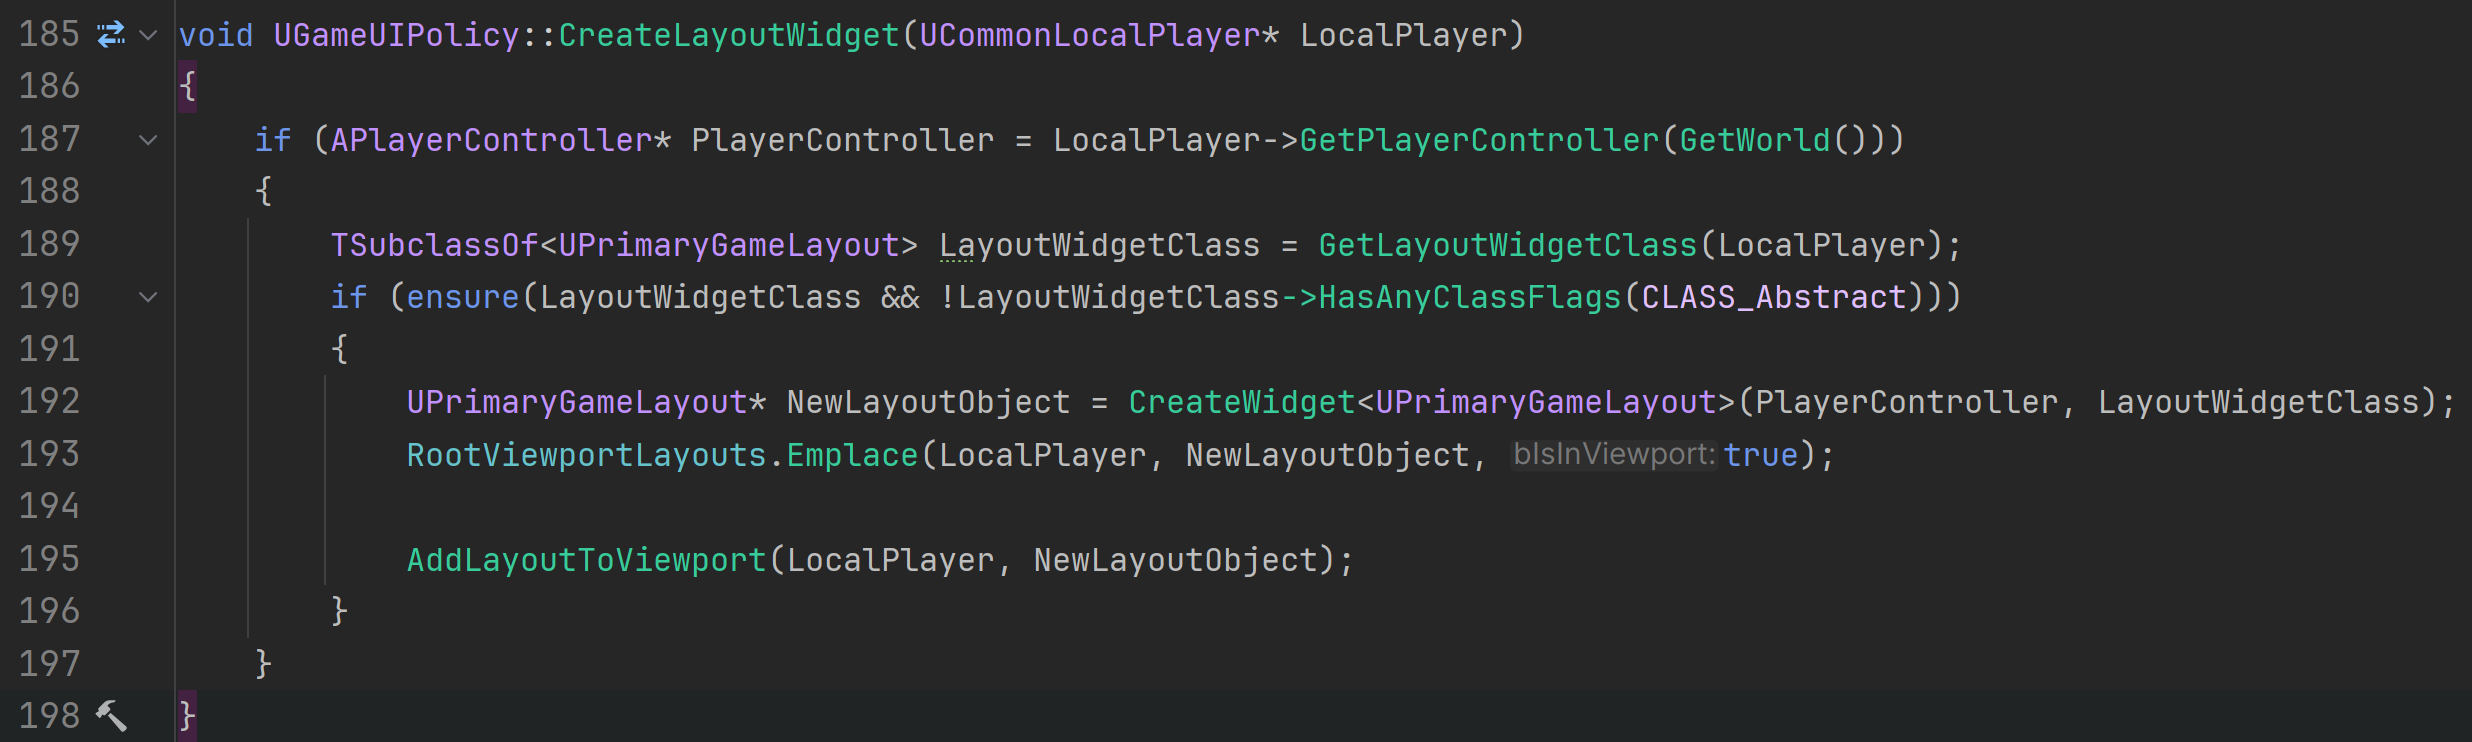 185 void UGameUIPolicy::CreateLayoutWidget(UCommonLocalPlayer* LocalPlayer)
186 {
187     if (APlayerController* PlayerController = LocalPlayer->GetPlayerController(GetWorld()))
188     {
189         TSubclassOf<UPrimaryGameLayout> LayoutWidgetClass = GetLayoutWidgetClass(LocalPlayer);
190         if (ensure(LayoutWidgetClass && !LayoutWidgetClass->HasAnyClassFlags(CLASS_Abstract)))
191         {
192             UPrimaryGameLayout* NewLayoutObject = CreateWidget<UPrimaryGameLayout>(PlayerController, LayoutWidgetClass);
193             RootViewportLayouts.Emplace(LocalPlayer, NewLayoutObject, bIsInViewport: true);
194
195             AddLayoutToViewport(LocalPlayer, NewLayoutObject);
196         }
197     }
198 }